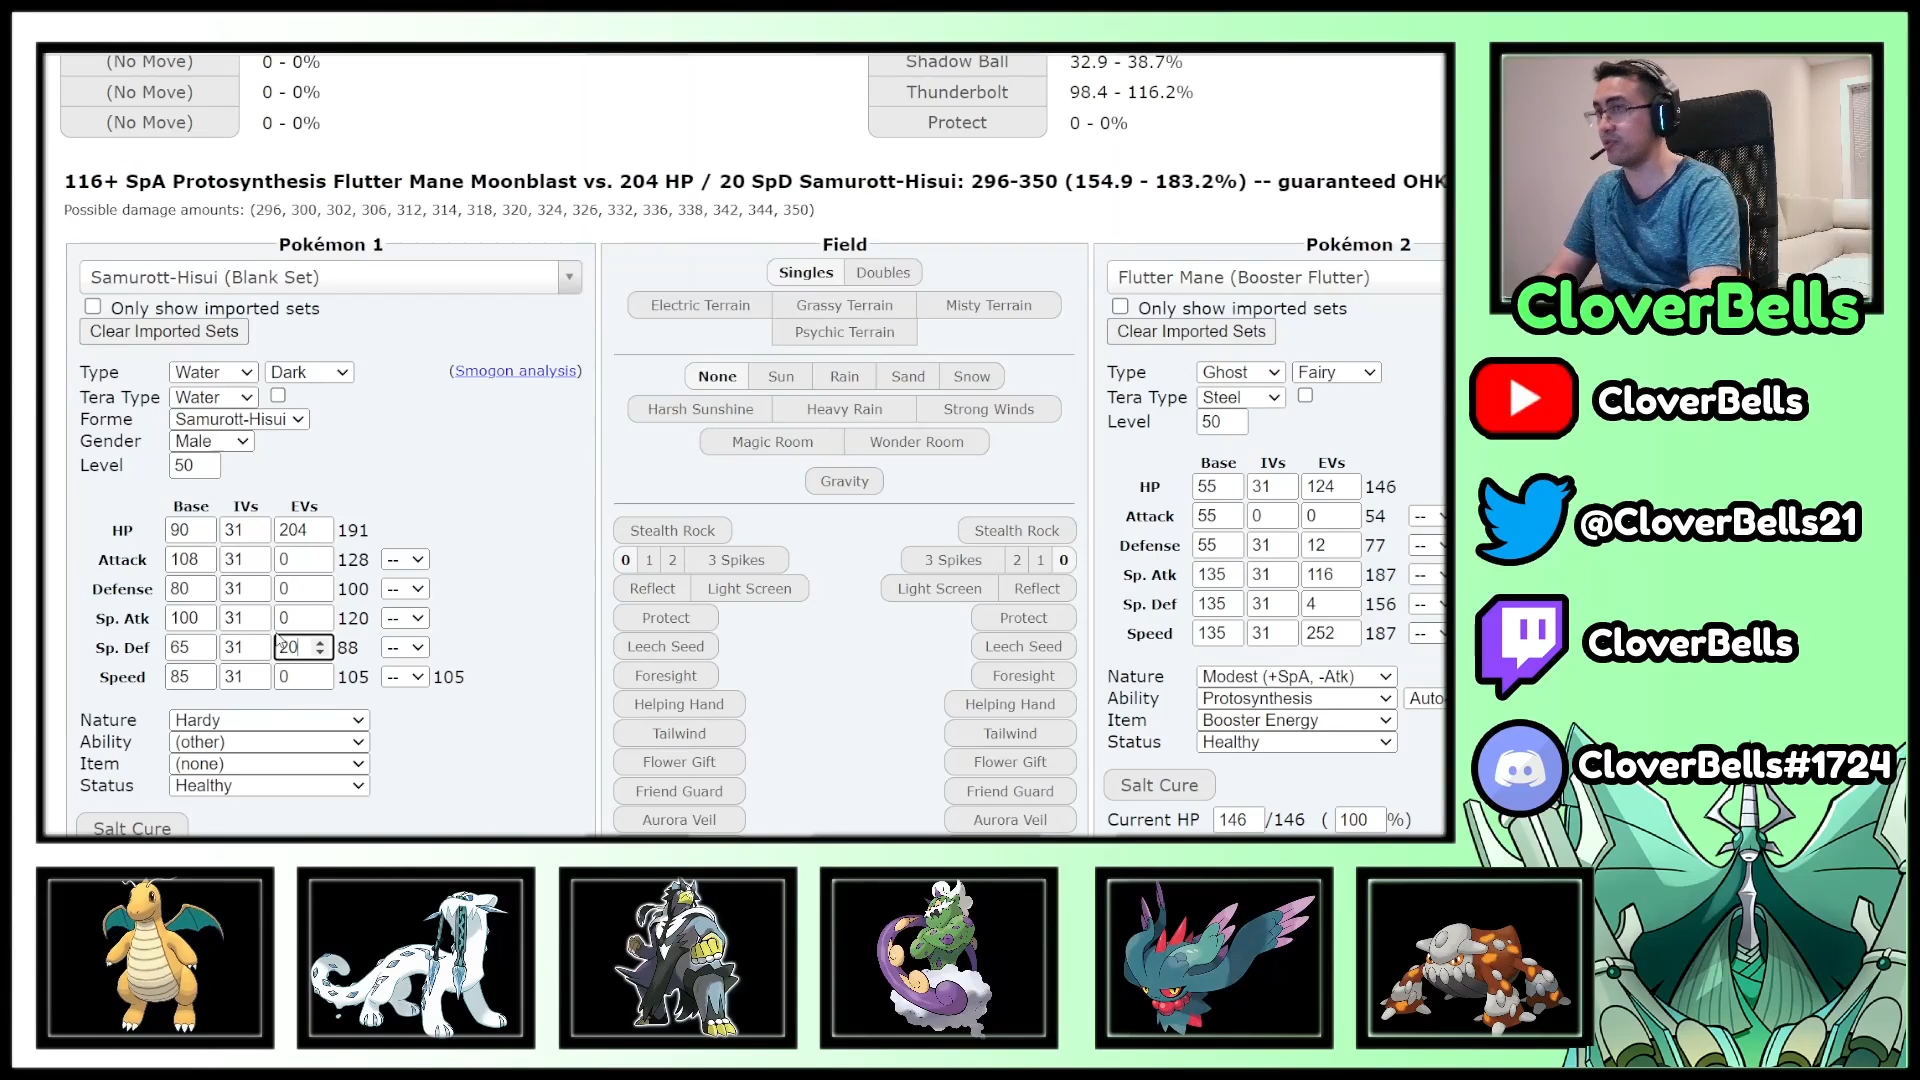 (No Move) 0 - 0% Shadow Ball 32.9 - 38.7%
(No Move) 0 - 0% Thunderbolt 98.4 - 116.2%
(No Move) 0 - 0% Protect 0 - 0%
116+ SpA Protosynthesis Flutter Mane Moonblast vs. 204 HP / 20 SpD Samurott-Hisui: 296-350 (154.9 - 183.2%) -- guaranteed OHK
Possible damage amounts: (296, 300, 302, 306, 312, 314, 318, 320, 324, 326, 332, 336, 338, 342, 344, 350)
Pokémon 1
Samurott-Hisui (Blank Set)
Only show imported sets
Clear Imported Sets
Type Water Dark (Smogon analysis)
Tera Type Water
Forme Samurott-Hisui
Gender Male
Level 50
Base IVs EVs
HP 90 31 204 191
Attack 108 31 0 128 --
Defense 80 31 0 100 --
Sp. Atk 100 31 0 120 --
Sp. Def 65 31 20 88 --
Speed 85 31 0 105 -- 105
Nature Hardy
Ability (other)
Item (none)
Status Healthy
Salt Cure
Field
Singles Doubles
Electric Terrain Grassy Terrain Misty Terrain
Psychic Terrain
None Sun Rain Sand Snow
Harsh Sunshine Heavy Rain Strong Winds
Magic Room Wonder Room
Gravity
Stealth Rock Stealth Rock
0 1 2 3 Spikes 3 Spikes 2 1 0
Reflect Light Screen Light Screen Reflect
Protect Protect
Leech Seed Leech Seed
Foresight Foresight
Helping Hand Helping Hand
Tailwind Tailwind
Flower Gift Flower Gift
Friend Guard Friend Guard
Aurora Veil Aurora Veil
Pokémon 2
Flutter Mane (Booster Flutter)
Only show imported sets
Clear Imported Sets
Type Ghost Fairy
Tera Type Steel
Level 50
Base IVs EVs
HP 55 31 124 146
Attack 55 0 0 54 --
Defense 55 31 12 77 --
Sp. Atk 135 31 116 187 --
Sp. Def 135 31 4 156 --
Speed 135 31 252 187 --
Nature Modest (+SpA, -Atk)
Ability Protosynthesis Auto
Item Booster Energy
Status Healthy
Salt Cure
Current HP 146 /146 ( 100 %)
CloverBells
CloverBells
@CloverBells21
CloverBells
CloverBells#1724